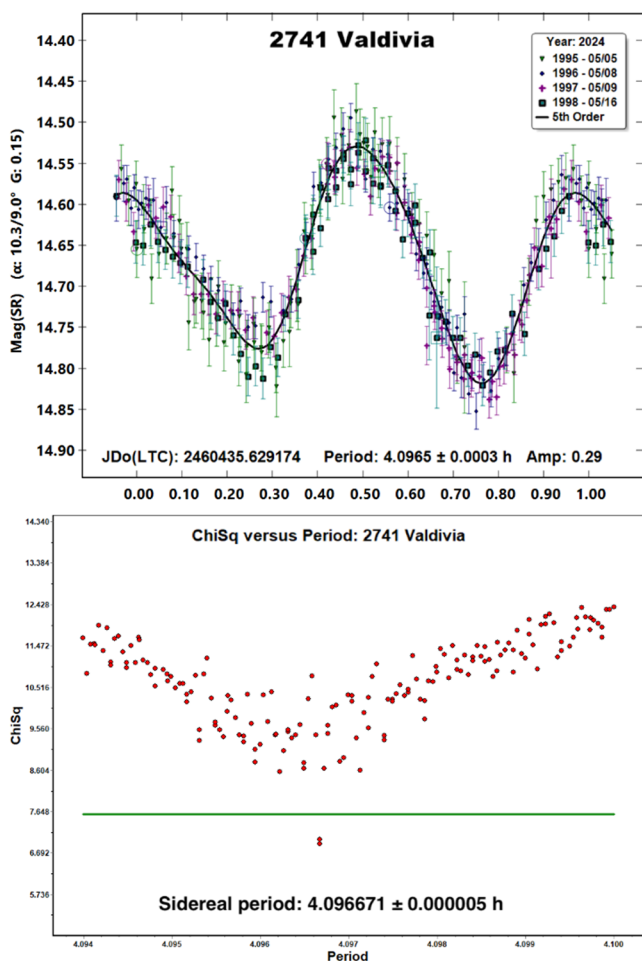 2741 Valdivia
Year: 2024
1995 - 05/05
1996 - 05/08
1997 - 05/09
1998 - 05/16
5th Order
Mag(SR) (α: 10.3/9.0° G: 0.15)
14.40
14.45
14.50
14.55
14.60
14.65
14.70
14.75
14.80
14.85
14.90
JDo(LTC): 2460435.629174 Period: 4.0965 ± 0.0003 h Amp: 0.29
0.00 0.10 0.20 0.30 0.40 0.50 0.60 0.70 0.80 0.90 1.00
ChiSq versus Period: 2741 Valdivia
ChiSq
14.340
13.384
12.428
11.472
10.516
9.560
8.604
7.648
6.692
5.736
Sidereal period: 4.096671 ± 0.000005 h
4.094 4.095 4.096 4.097 4.098 4.099 4.100
Period